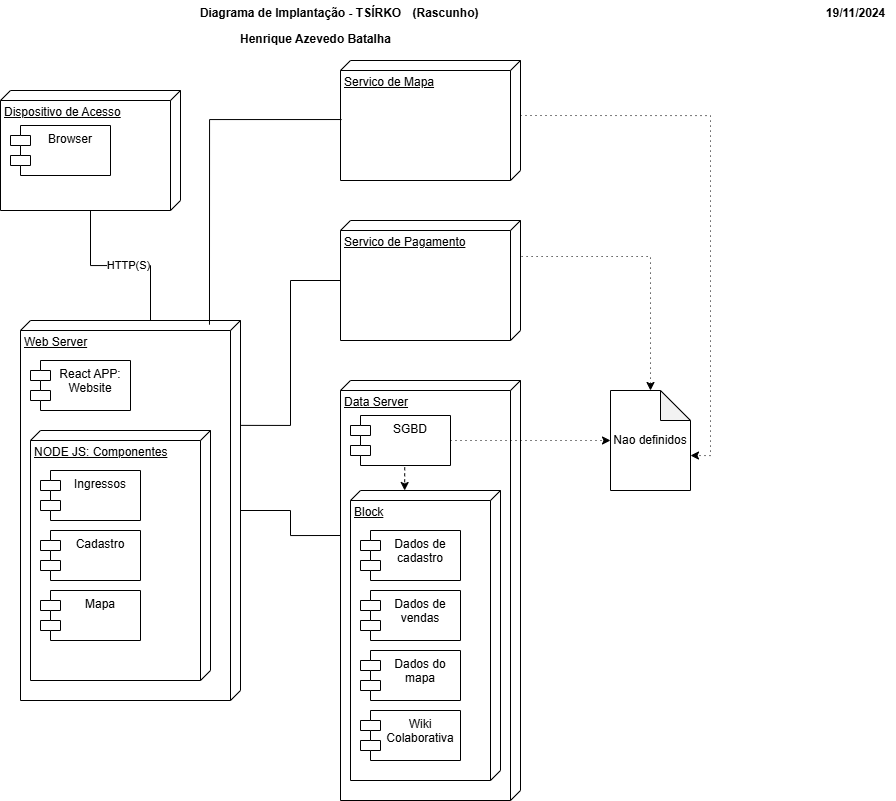 Diagrama de Implantação - TSÍRKO (Rascunho)
19/11/2024
Henrique Azevedo Batalha
Servico de Mapa
Dispositivo de Acesso
Browser
Servico de Pagamento
HTTP(S)
Web Server
React APP:
Website
NODE JS: Componentes
Ingressos
Cadastro
Mapa
Data Server
SGBD
Nao definidos
Block
Dados de
cadastro
Dados de
vendas
Dados do
mapa
Wiki
Colaborativa